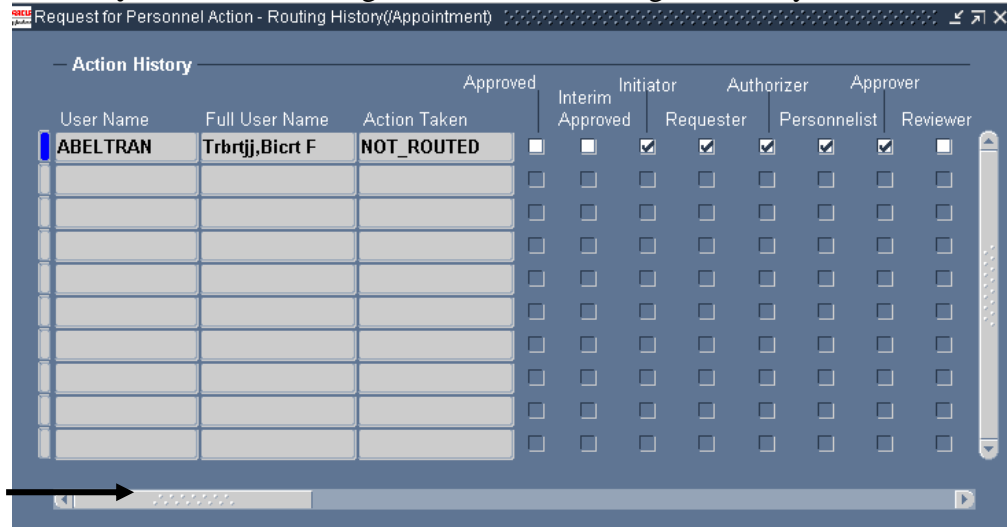 Request for Personnel Action - Routing History(/Appointment)
Action History
Approved Initiator Authorizer Approver
Interim
User Name Full User Name Action Taken Approved Requester Personnelist Reviewer
ABELTRAN Trbrtjj,Bicrt F NOT_ROUTED